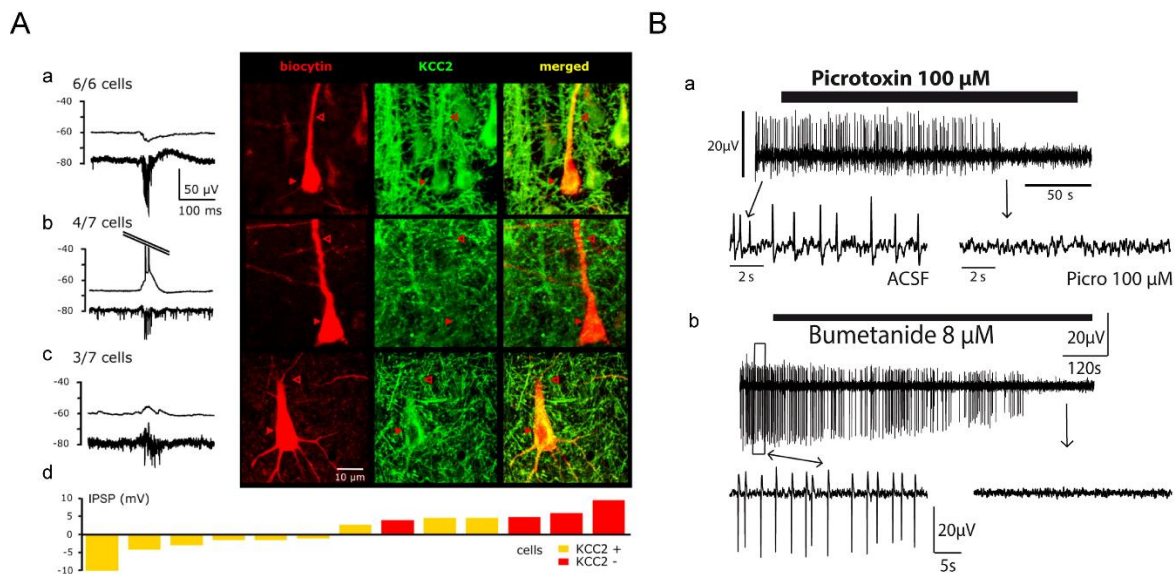 A
a
6/6 cells
-40
-60
-80
50 µV
100 ms
b
4/7 cells
-40
-60
-80
c
3/7 cells
-40
-60
-80
biocytin
KCC2
merged
10 µm
d
10
5
0
-5
-10
IPSP (mV)
cells
KCC2 +
KCC2 -
B
a
Picrotoxin 100 µM
20µV
50 s
2 s
ACSF
2 s
Picro 100 µM
b
Bumetanide 8 µM
20µV
120s
20µV
5s